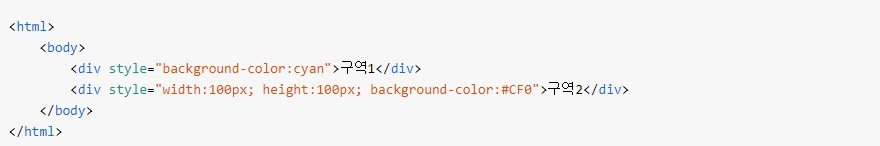 <html>
<body>
<div style="background-color:cyan">구역1</div>
<div style="width:100px; height:100px; background-color:#CF0">구역2</div>
</body>
</html>